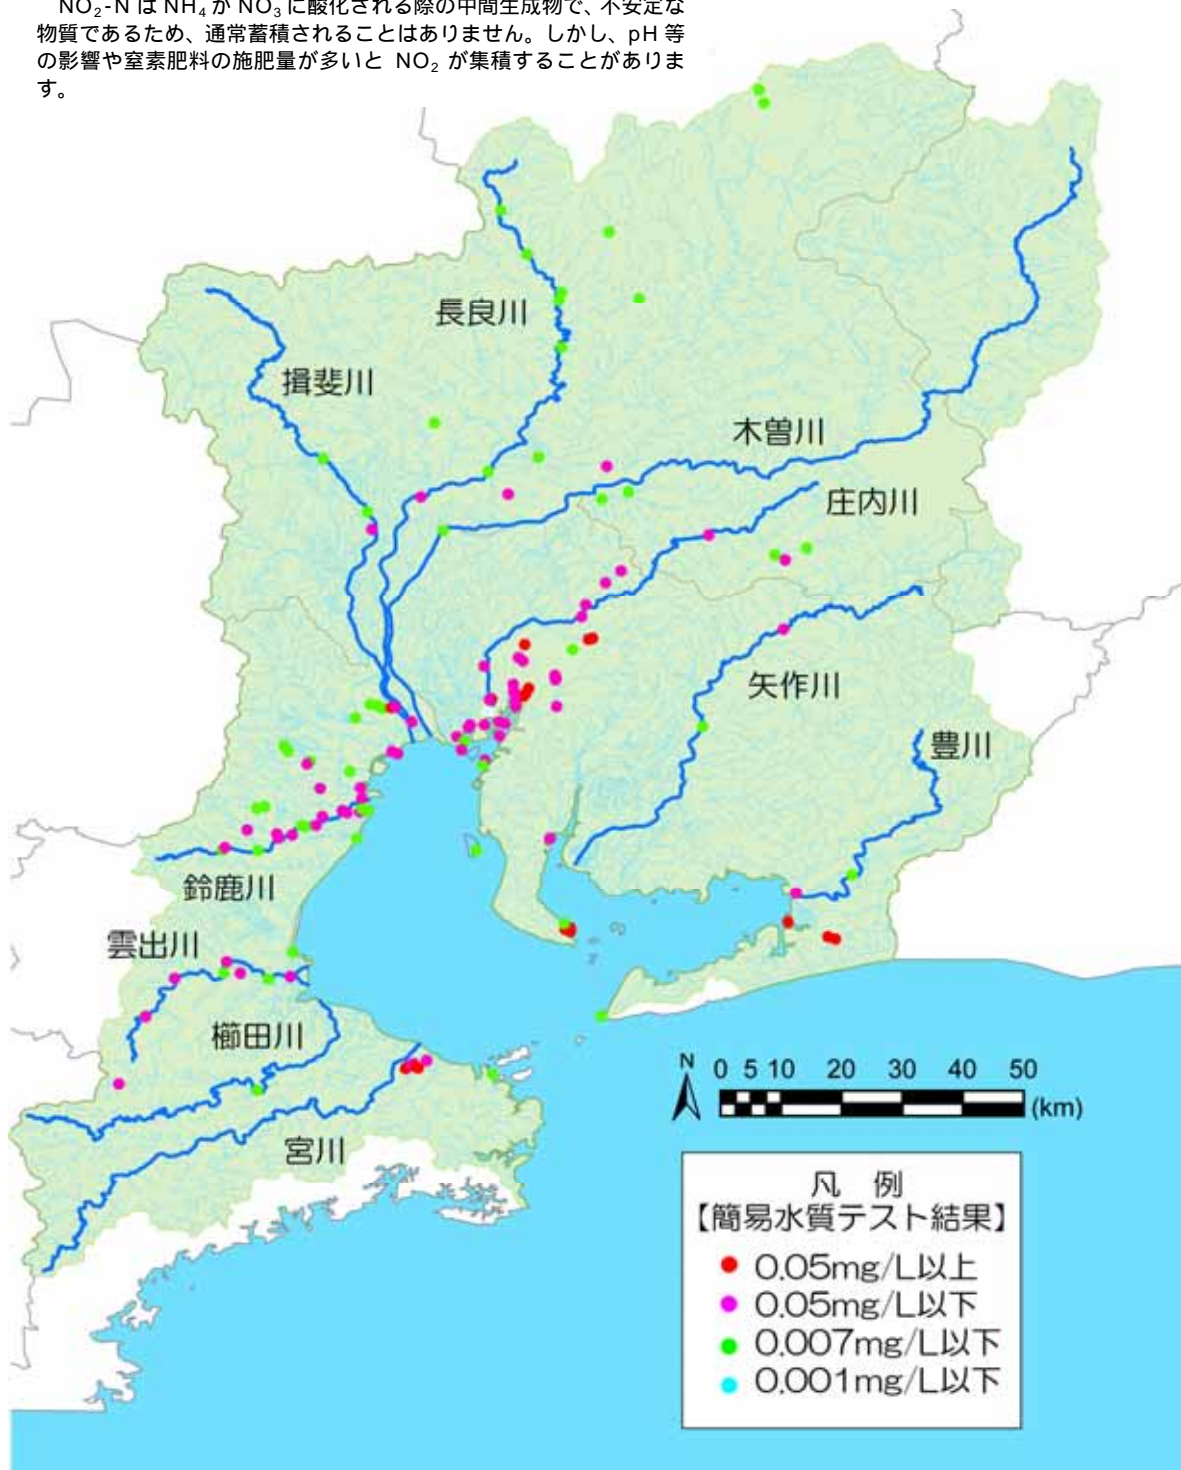 NO₂-N は NH₄ が NO₃ に酸化される際の中間生成物で、不安定な
物質であるため、通常蓄積されることはありません。しかし、pH 等
の影響や窒素肥料の施肥量が多いと NO₂ が集積することがありま
す。
長良川
揖斐川
木曽川
庄内川
矢作川
豊川
鈴鹿川
雲出川
櫛田川
宮川
N 0 5 10 20 30 40 50
(km)
凡 例
【簡易水質テスト結果】
0.05mg/L以上
0.05mg/L以下
0.007mg/L以下
0.001mg/L以下